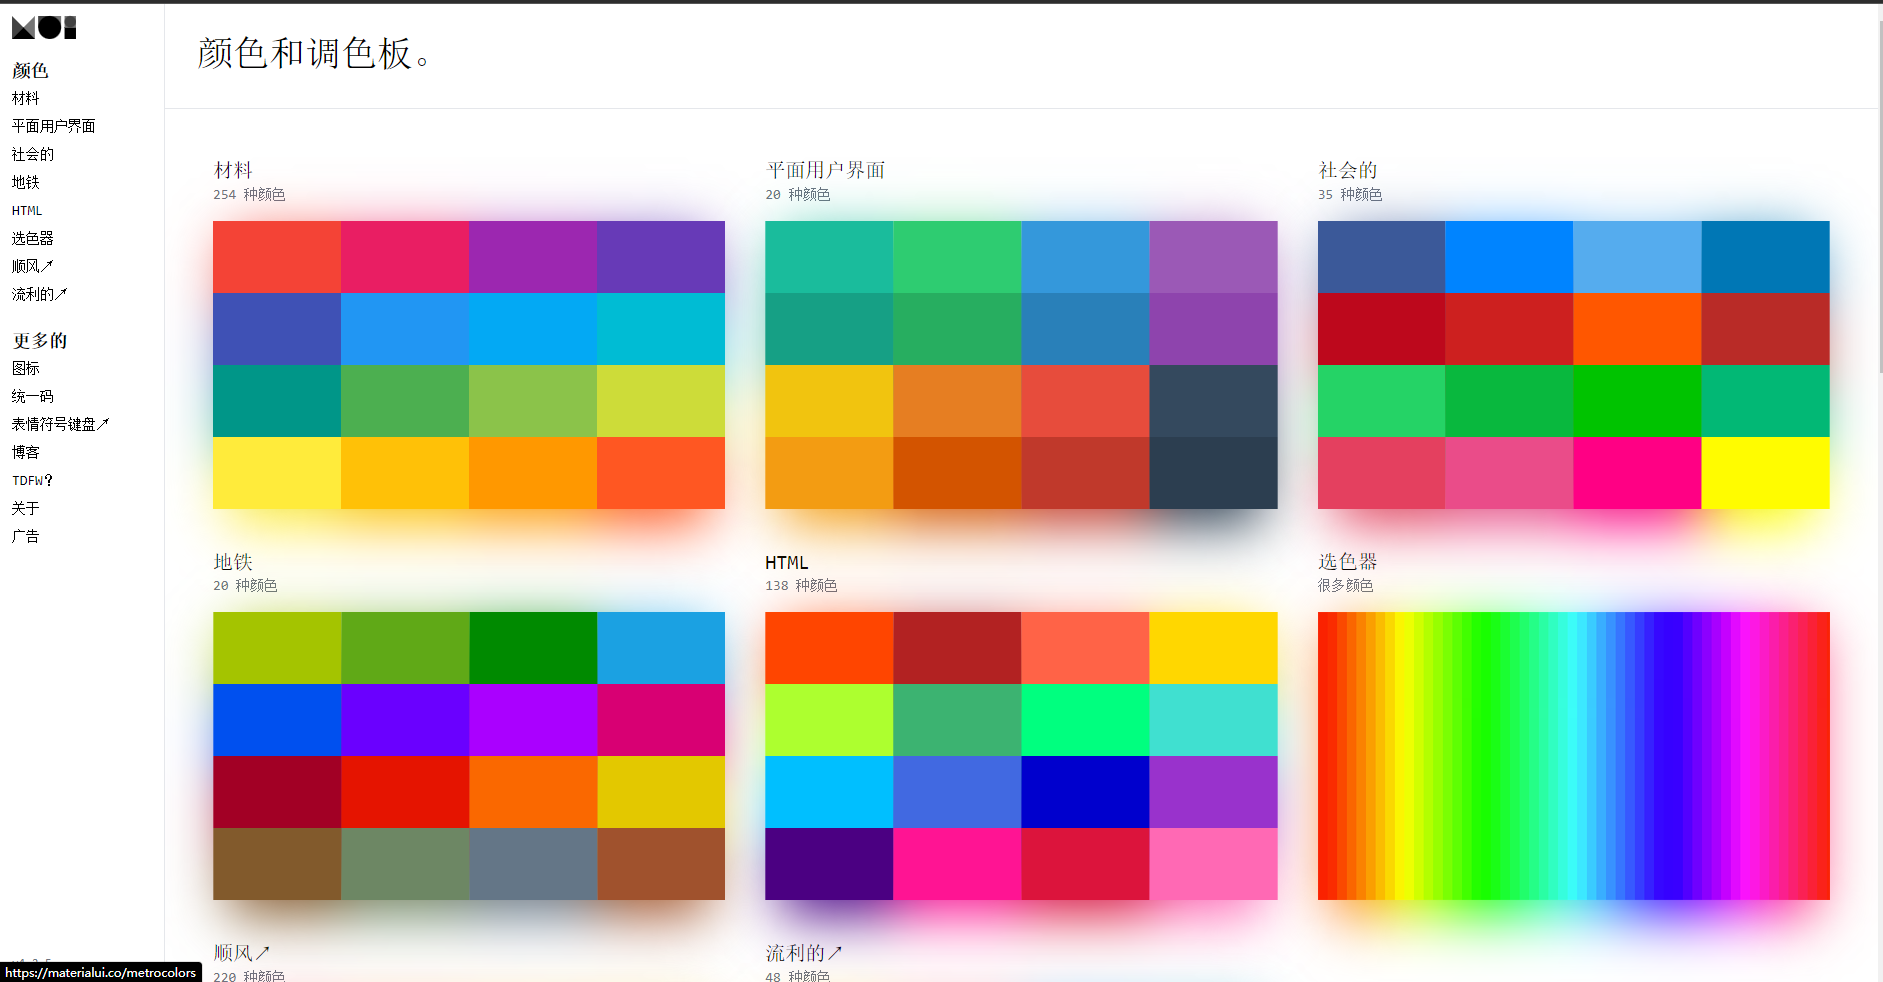 颜色
材料
平面用户界面
社会的
地铁
HTML
选色器
顺风↗
流利的↗
更多的
图标
统一码
表情符号键盘↗
博客
TDFW?
关于
广告
https://materialui.co/metrocolors
颜色和调色板。
材料
254 种颜色
平面用户界面
20 种颜色
社会的
35 种颜色
地铁
20 种颜色
HTML
138 种颜色
选色器
很多颜色
顺风↗
220 种颜色
流利的↗
48 种颜色